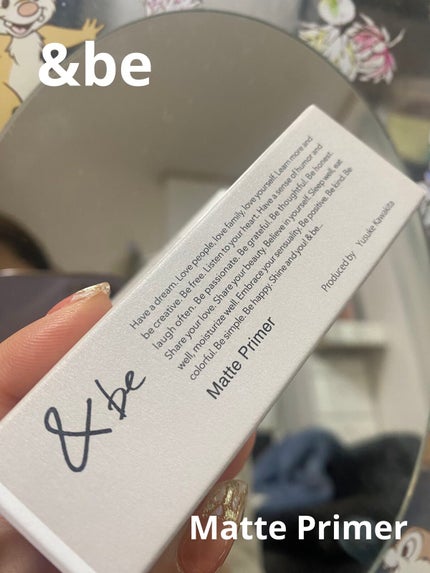 &be
Have a dream. Love people, love family, love yourself. Learn more and
be creative. Be free. Listen to your heart. Have a sense of humor and
laugh often. Be passionate. Be grateful. Be thoughtful. Be honest.
Share your love. Share your beauty. Believe in yourself. Sleep well, eat
well, moisturize well. Embrace your sensuality. Be positive. Be kind. Be
colorful. Be simple. Be happy. Shine and you! & be...
Produced by Yusuke Kawakita
Matte Primer
&be
Matte Primer